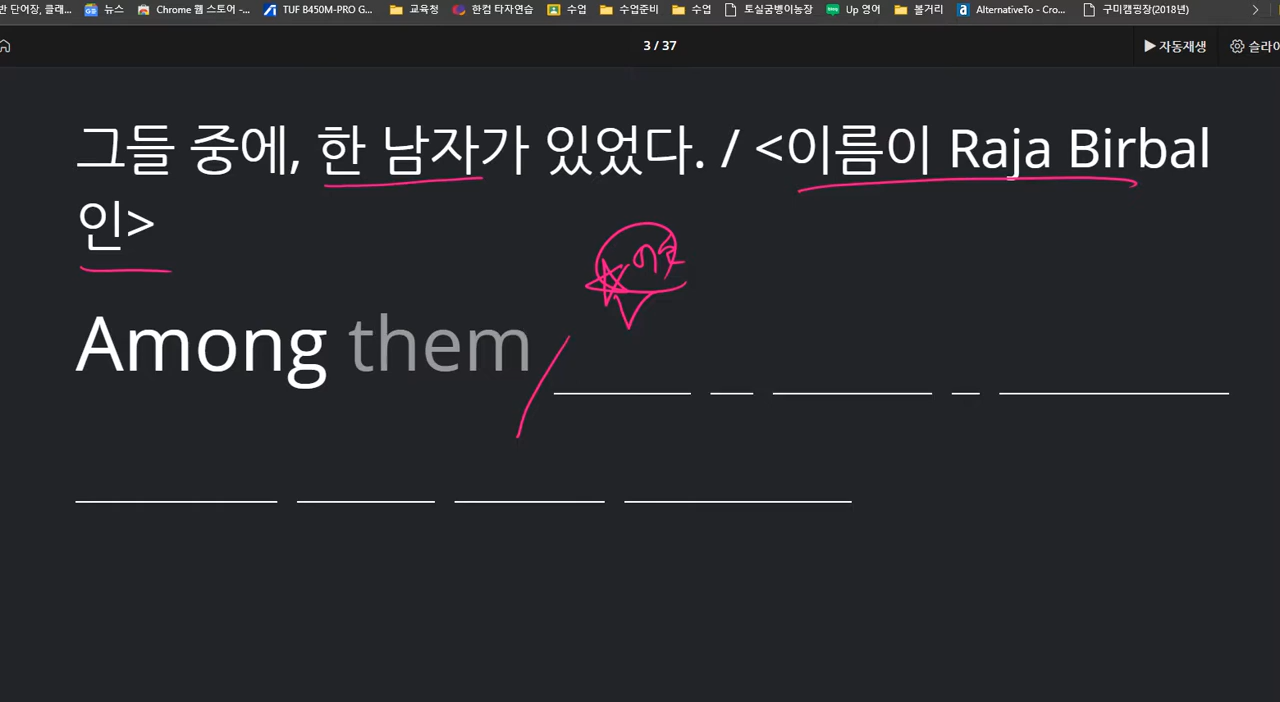 반 단어장, 클래... 뉴스 Chrome 웹 스토어 -... TUF B450M-PRO G... 교육청 한컴 타자연습 수업 수업준비 수업 토실굼벵이농장 Up 영어 볼거리 AlternativeTo - Cro... 구미캠핑장(2018년)
3 / 37 자동재생 슬라이
그들 중에, 한 남자가 있었다. / <이름이 Raja Birbal
인>
Among them